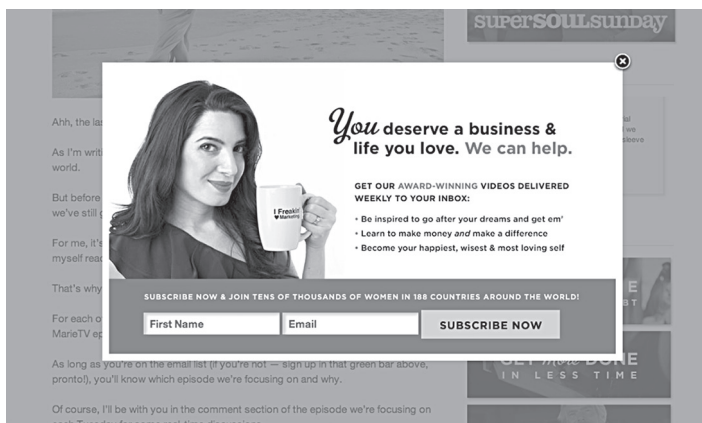 superSOULsunday
You deserve a business &
life you love. We can help.
GET OUR AWARD-WINNING VIDEOS DELIVERED
WEEKLY TO YOUR INBOX:
• Be inspired to go after your dreams and get em'
• Learn to make money and make a difference
• Become your happiest, wisest & most loving self
I Freakin'
♥ Marketing
SUBSCRIBE NOW & JOIN TENS OF THOUSANDS OF WOMEN IN 188 COUNTRIES AROUND THE WORLD!
First Name
Email
SUBSCRIBE NOW
Ahh, the las
As I'm writi
world.
But before
we've still g
For me, it's
myself reac
That's why
For each o
MarieTV ep
As long as you're on the email list (if you're not — sign up in that green bar above,
pronto!), you'll know which episode we're focusing on and why.
Of course, I'll be with you in the comment section of the episode we're focusing on
we
sleeve
E
BT
GET more DONE
IN LESS TIME